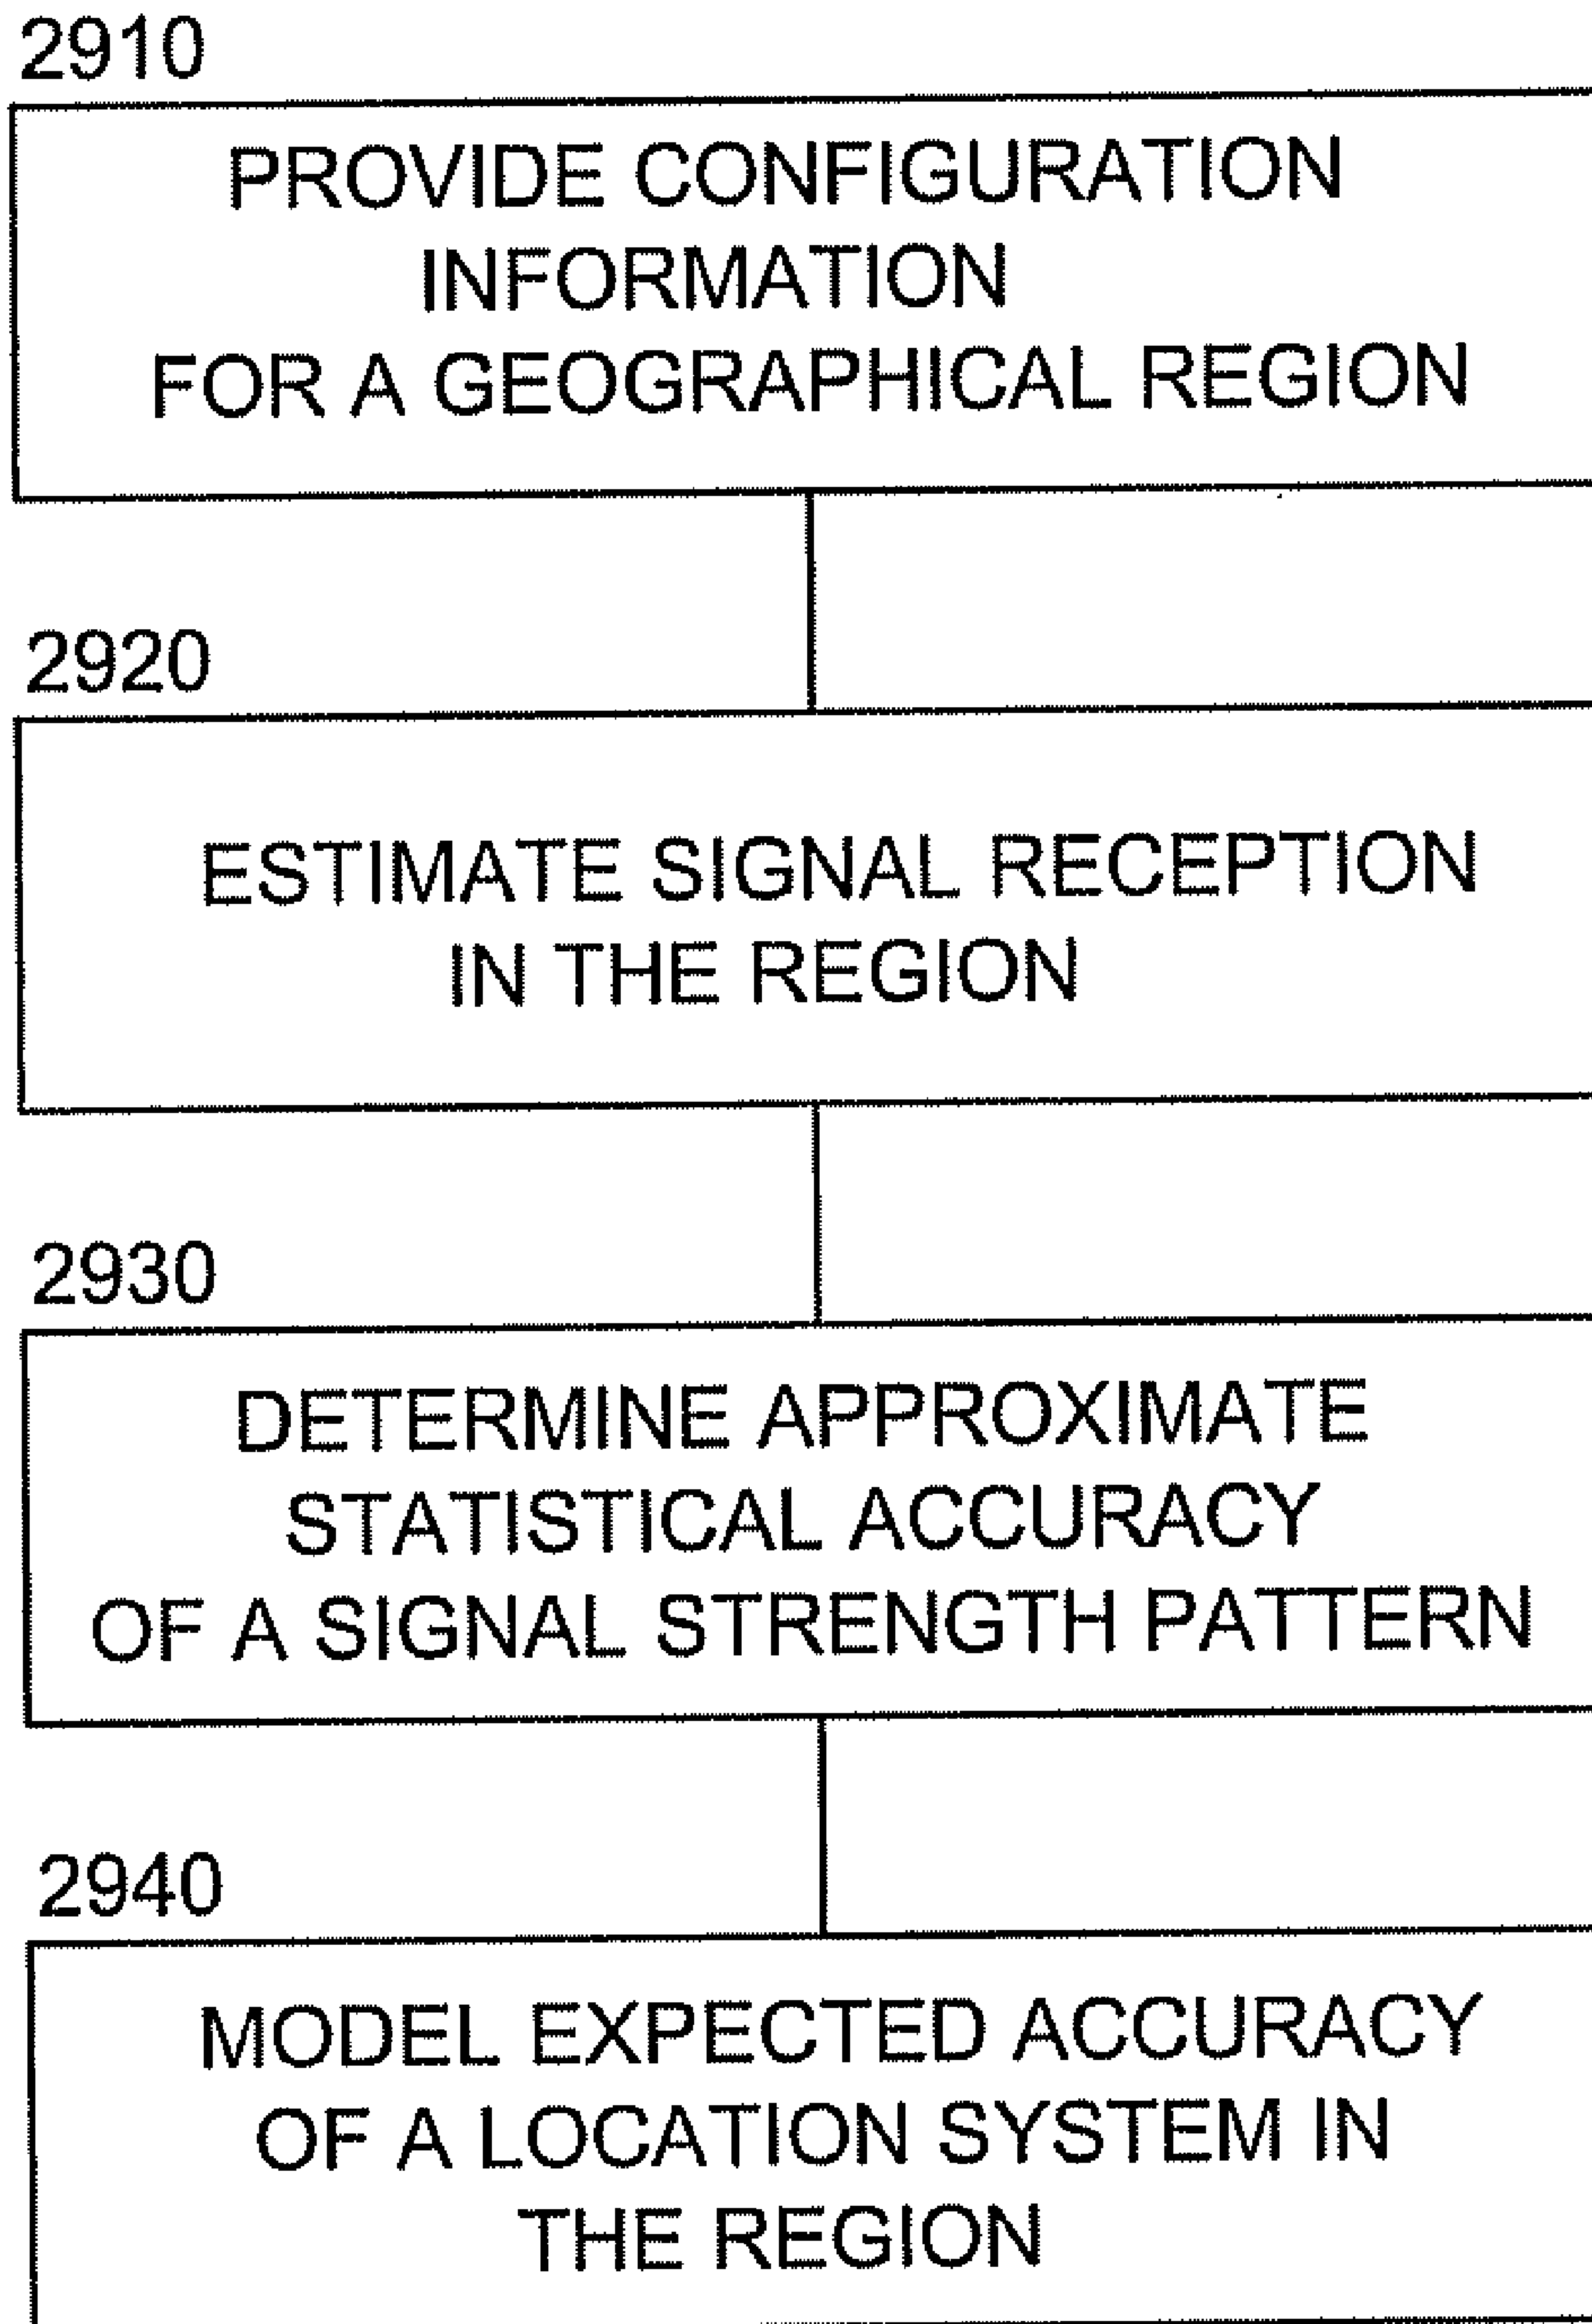 2910
PROVIDE CONFIGURATION
INFORMATION
FOR A GEOGRAPHICAL REGION
2920
ESTIMATE SIGNAL RECEPTION
IN THE REGION
2930
DETERMINE APPROXIMATE
STATISTICAL ACCURACY
OF A SIGNAL STRENGTH PATTERN
2940
MODEL EXPECTED ACCURACY
OF A LOCATION SYSTEM IN
THE REGION